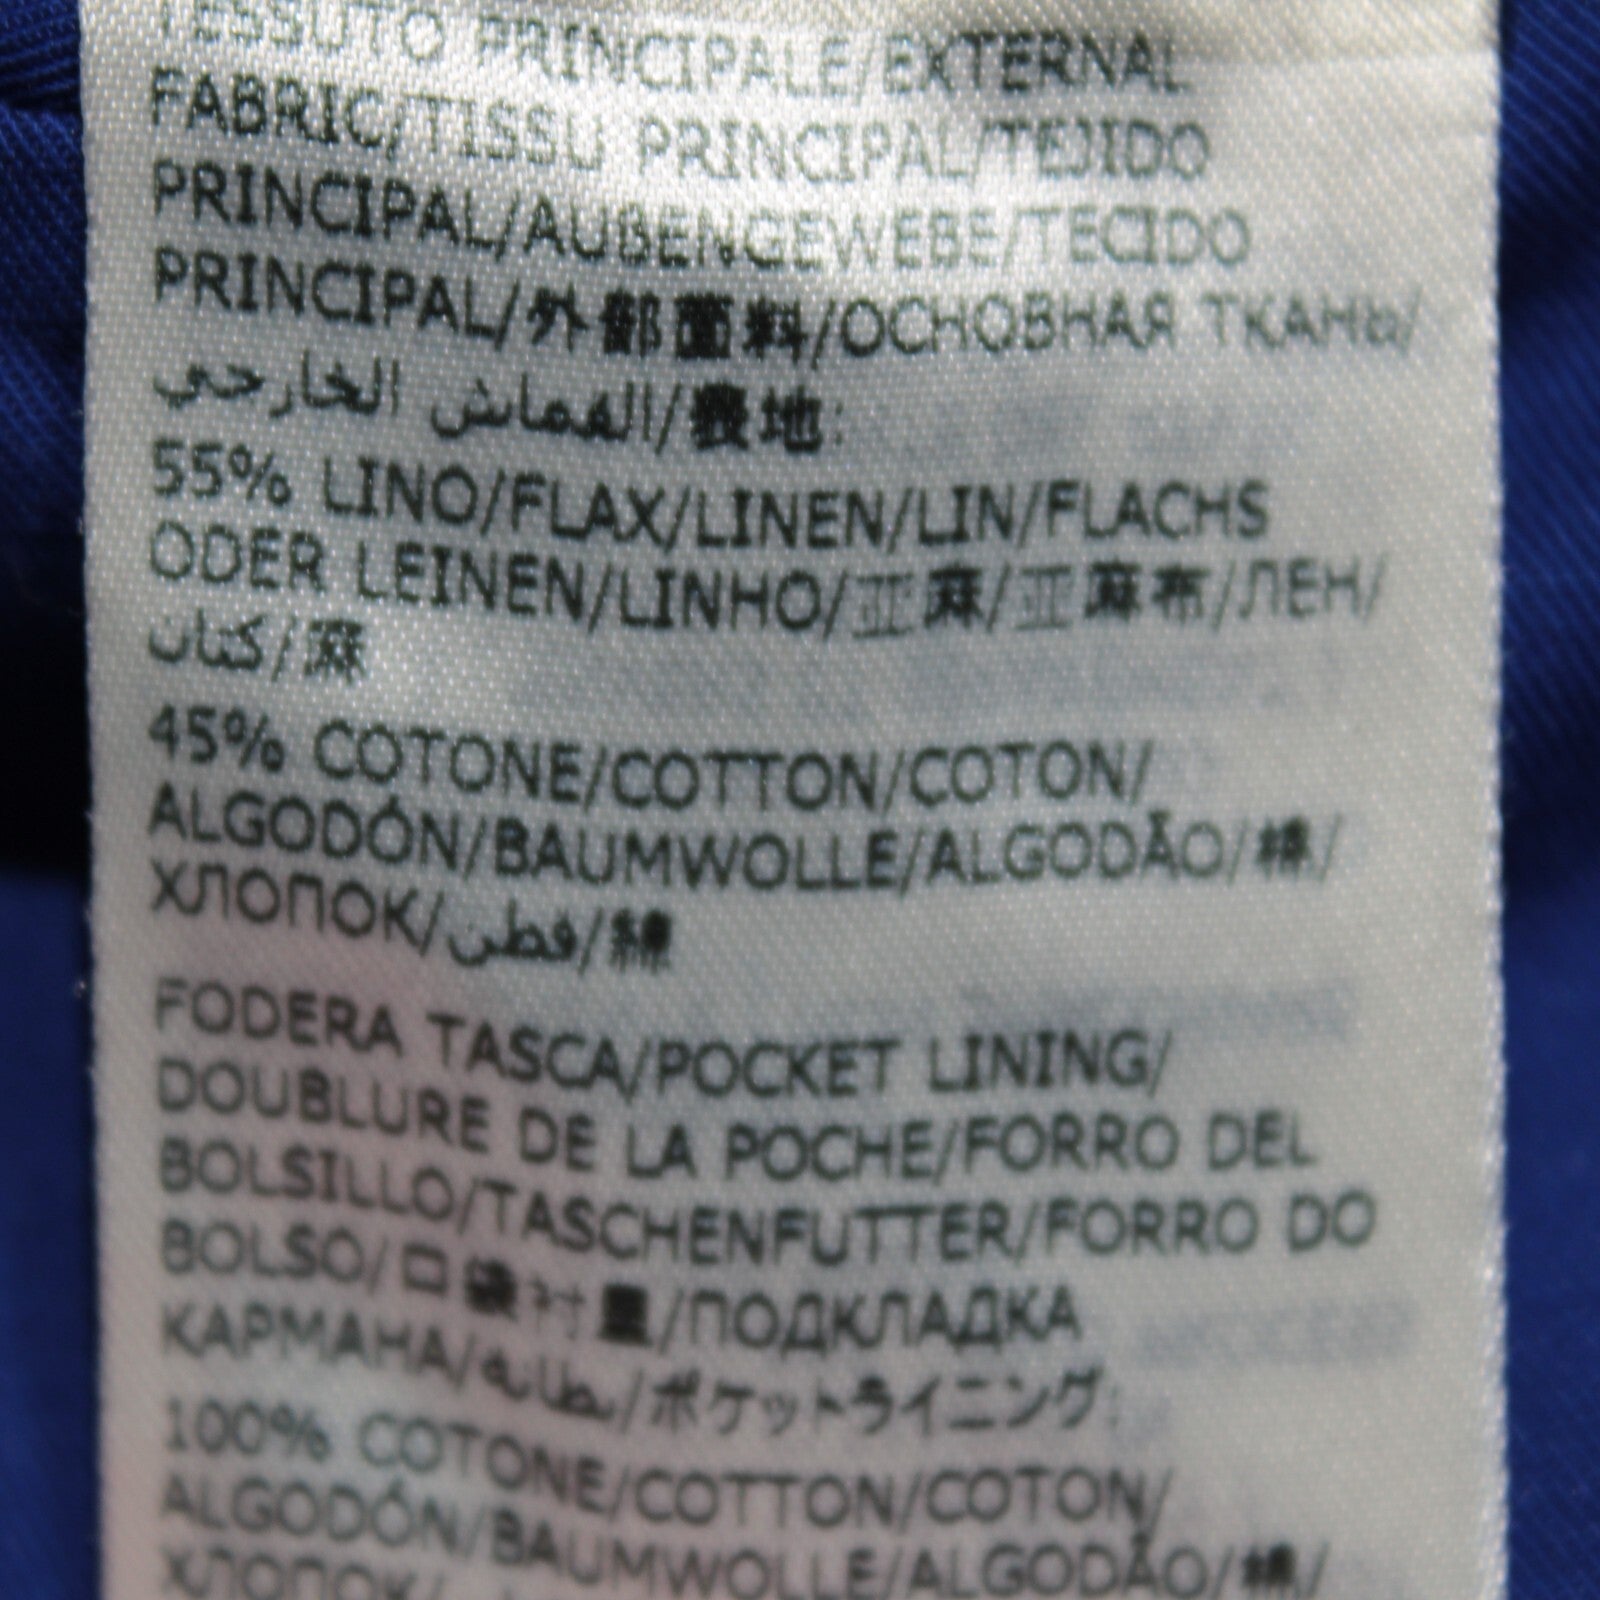 TESSUTO PRINCIPALE/EXTERNAL
FABRIC/TISSU PRINCIPAL/TEJIDO
PRINCIPAL/AUBENGEWEBE/TECIDO
PRINCIPAL/外部面料/ОСНОВНАЯ ТКАНЬ/
القماش الخارجي/表地:
55% LINO/FLAX/LINEN/LIN/FLACHS
ODER LEINEN/LINHO/亚麻/亚麻布/ЛЕН/
كتان/麻
45% COTONE/COTTON/COTON/
ALGODÓN/BAUMWOLLE/ALGODÃO/棉/
ХЛОПОК/قطن/綿
FODERA TASCA/POCKET LINING/
DOUBLURE DE LA POCHE/FORRO DEL
BOLSILLO/TASCHENFUTTER/FORRO DO
BOLSO/口袋衬里/ПОДКЛАДКА
КАРМАНА/بطانة/ポケットライニング:
100% COTONE/COTTON/COTON/
ALGODÓN/BAUMWOLLE/ALGODÃO/棉/
ХЛОПОК/